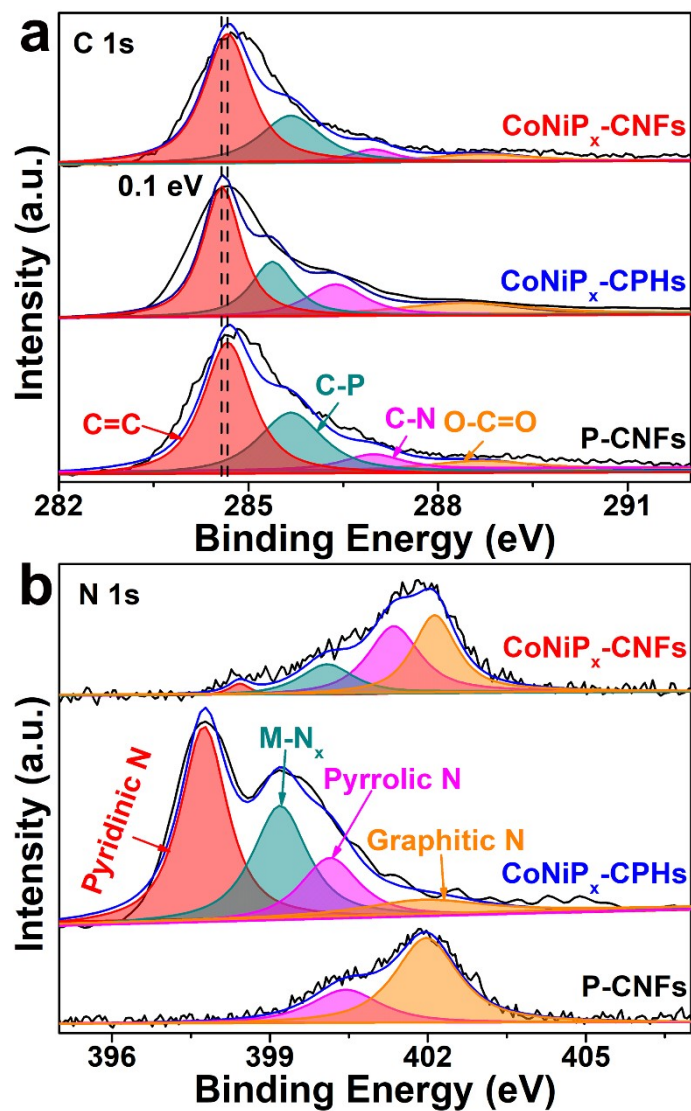 a
C 1s
CoNiPx-CNFs
0.1 eV
CoNiPx-CPHs
C=C
C-P
C-N
O-C=O
P-CNFs
Intensity (a.u.)
282 285 288 291
Binding Energy (eV)
b
N 1s
CoNiPx-CNFs
Pyridinic N
M-Nx
Pyrrolic N
Graphitic N
CoNiPx-CPHs
P-CNFs
Intensity (a.u.)
396 399 402 405
Binding Energy (eV)